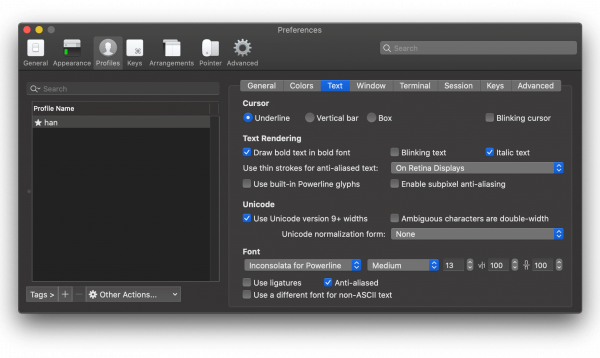 Preferences
General Appearance Profiles Keys Arrangements Pointer Advanced
Search
Search
Profile Name
★ han
Tags > + − Other Actions...
General Colors Text Window Terminal Session Keys Advanced
Cursor
Underline Vertical bar Box Blinking cursor
Text Rendering
Draw bold text in bold font Blinking text Italic text
Use thin strokes for anti-aliased text: On Retina Displays
Use built-in Powerline glyphs Enable subpixel anti-aliasing
Unicode
Use Unicode version 9+ widths Ambiguous characters are double-width
Unicode normalization form: None
Font
Inconsolata for Powerline Medium 13 100 100
Use ligatures Anti-aliased
Use a different font for non-ASCII text